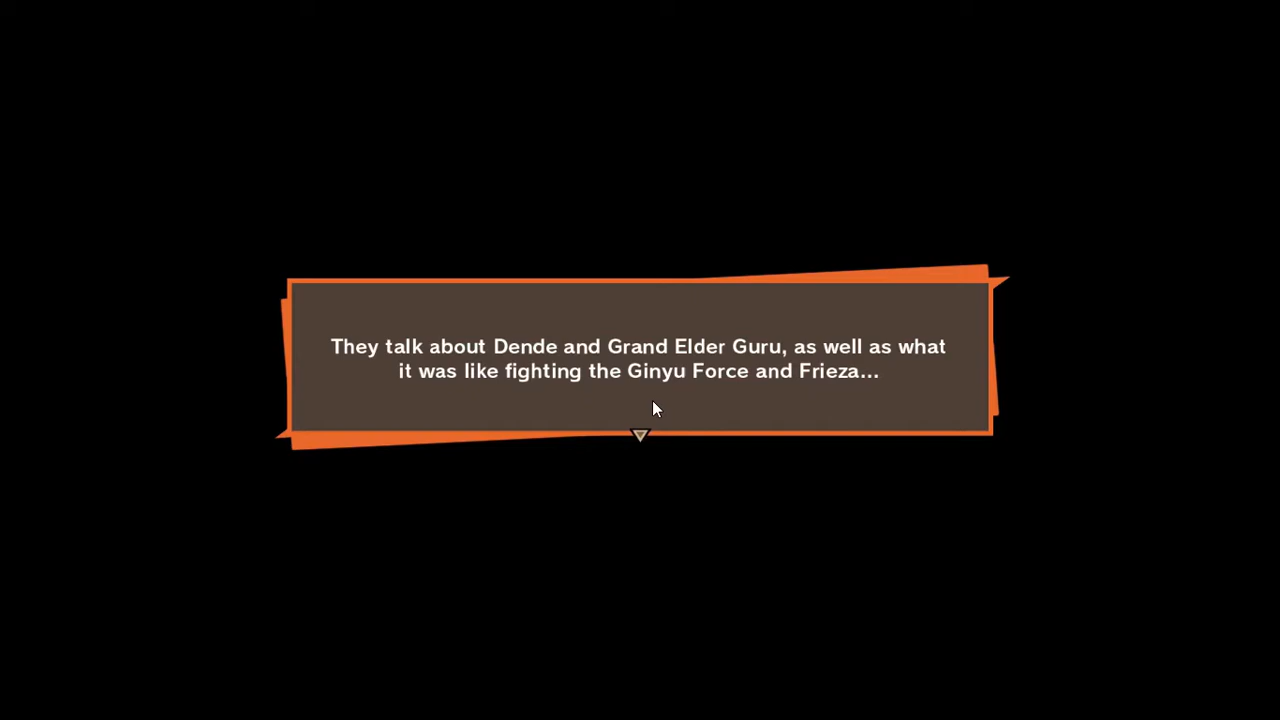 They talk about Dende and Grand Elder Guru, as well as what
it was like fighting the Ginyu Force and Frieza...